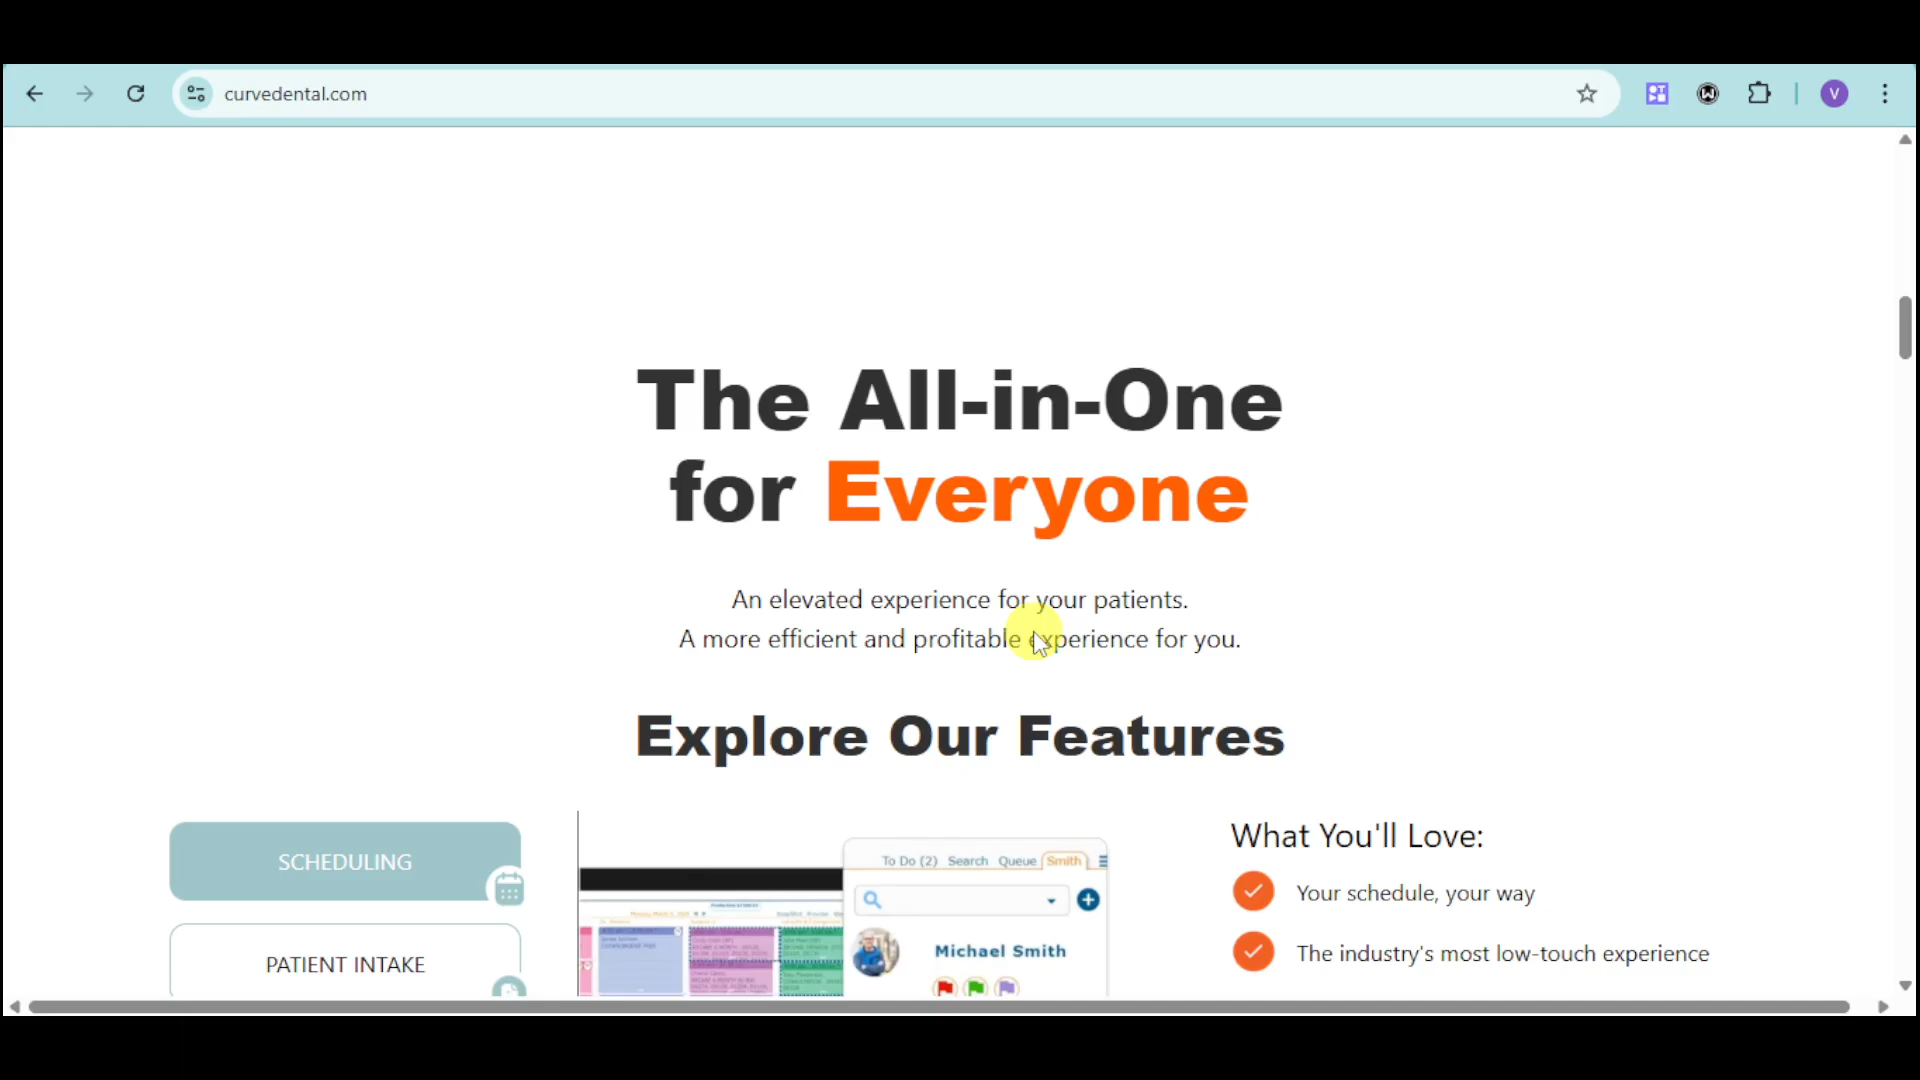 curvedental.com
V
The All-in-One
for Everyone
An elevated experience for your patients.
A more efficient and profitable experience for you.
Explore Our Features
SCHEDULING
PATIENT INTAKE
To Do (2) Search Queue Smith
Michael Smith
What You'll Love:
Your schedule, your way
The industry's most low-touch experience